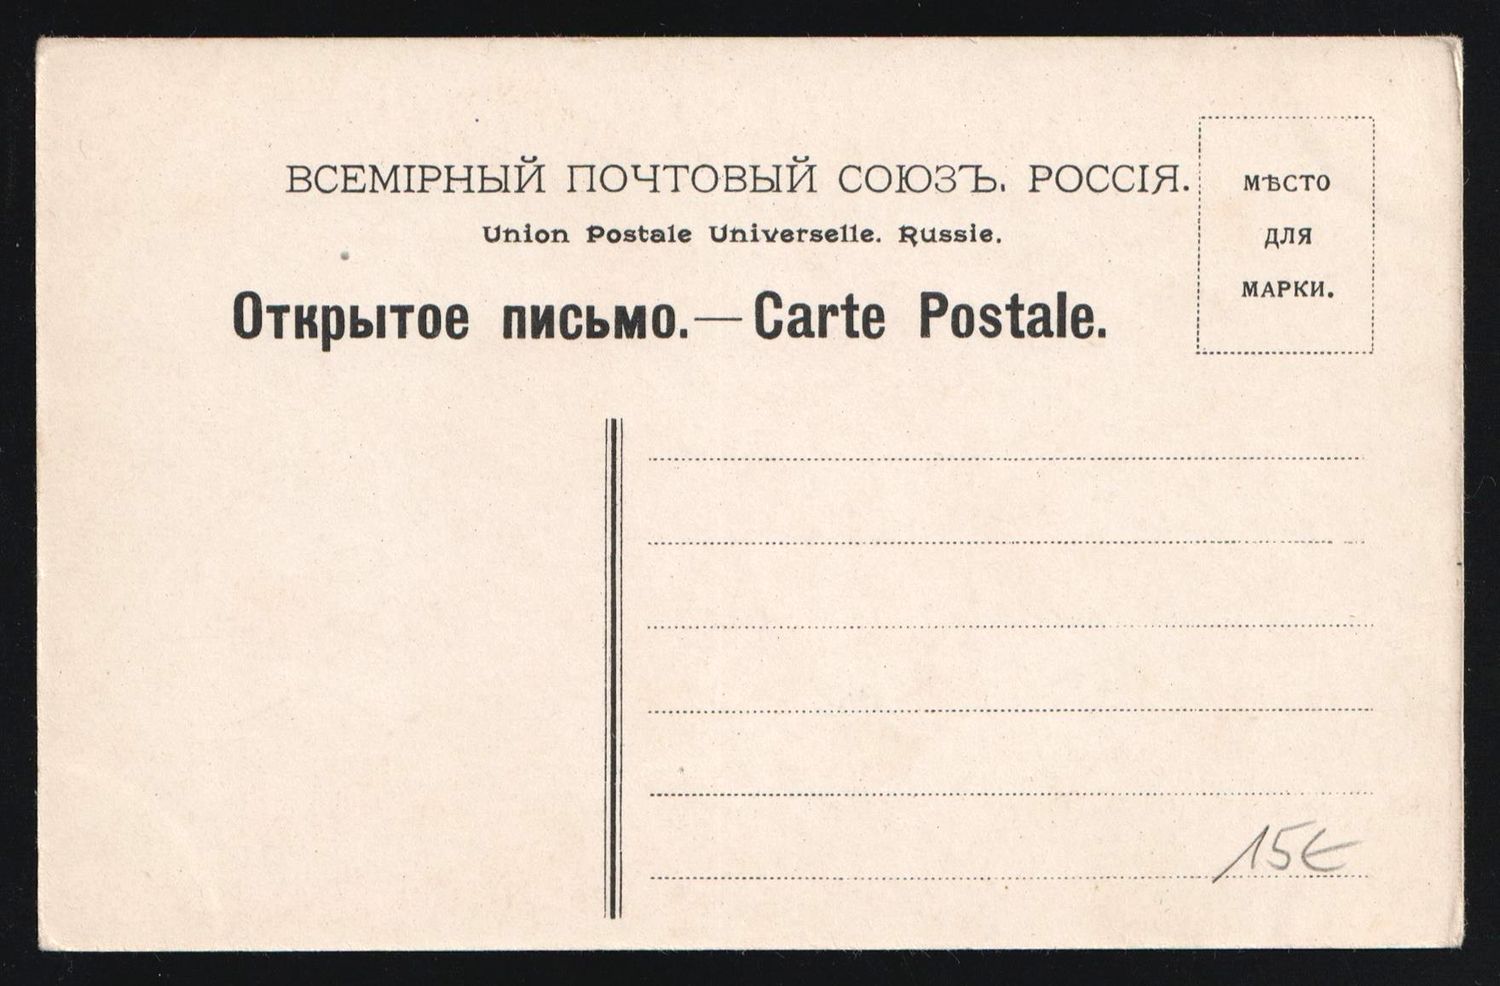 ВСЕМІРНЫЙ ПОЧТОВЫЙ СОЮЗЪ. РОССІЯ.
Union Postale Universelle. Russie.
Открытое письмо.—Carte Postale.
МѢСТО
ДЛЯ
МАРКИ.
15€